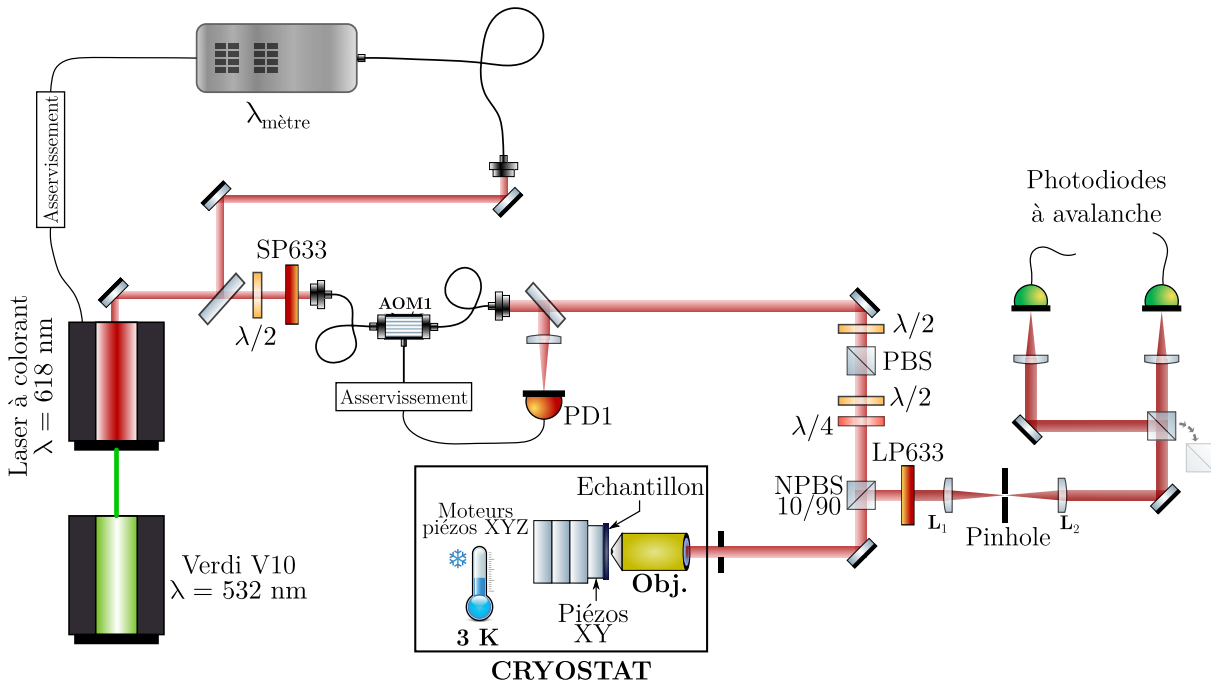 λmètre
Asservissement
Photodiodes
à avalanche
SP633
λ/2
AOM1
Asservissement
PD1
λ/2
PBS
λ/2
λ/4
LP633
NPBS
10/90
L₁
Pinhole
L₂
Laser à colorant
λ = 618 nm
Verdi V10
λ = 532 nm
Echantillon
Moteurs
piézos XYZ
Obj.
Piézos
XY
3 K
CRYOSTAT